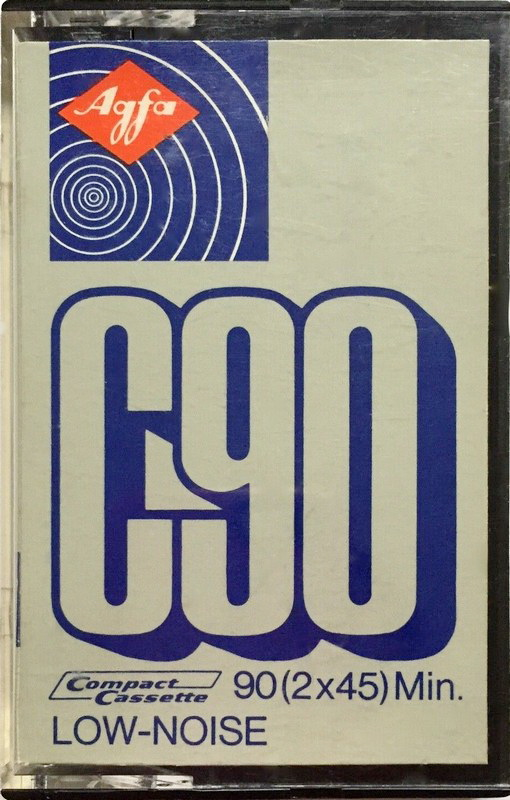 Agfa
C90
Compact
Cassette
90(2x45)Min.
LOW-NOISE